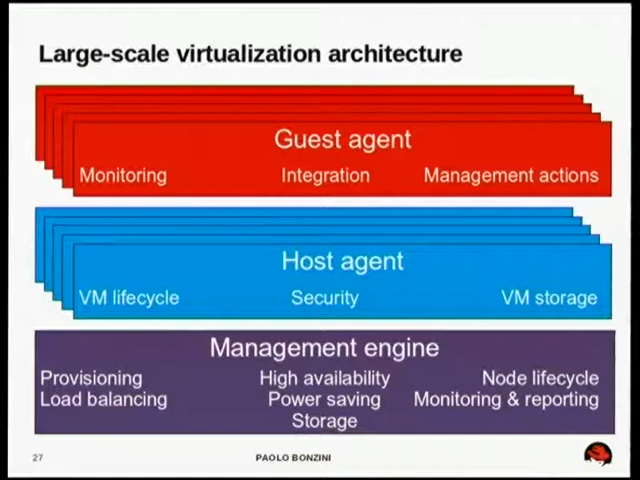 Large-scale virtualization architecture
Guest agent
Monitoring Integration Management actions
Host agent
VM lifecycle Security VM storage
Management engine
Provisioning High availability Node lifecycle
Load balancing Power saving Monitoring & reporting
Storage
27 PAOLO BONZINI